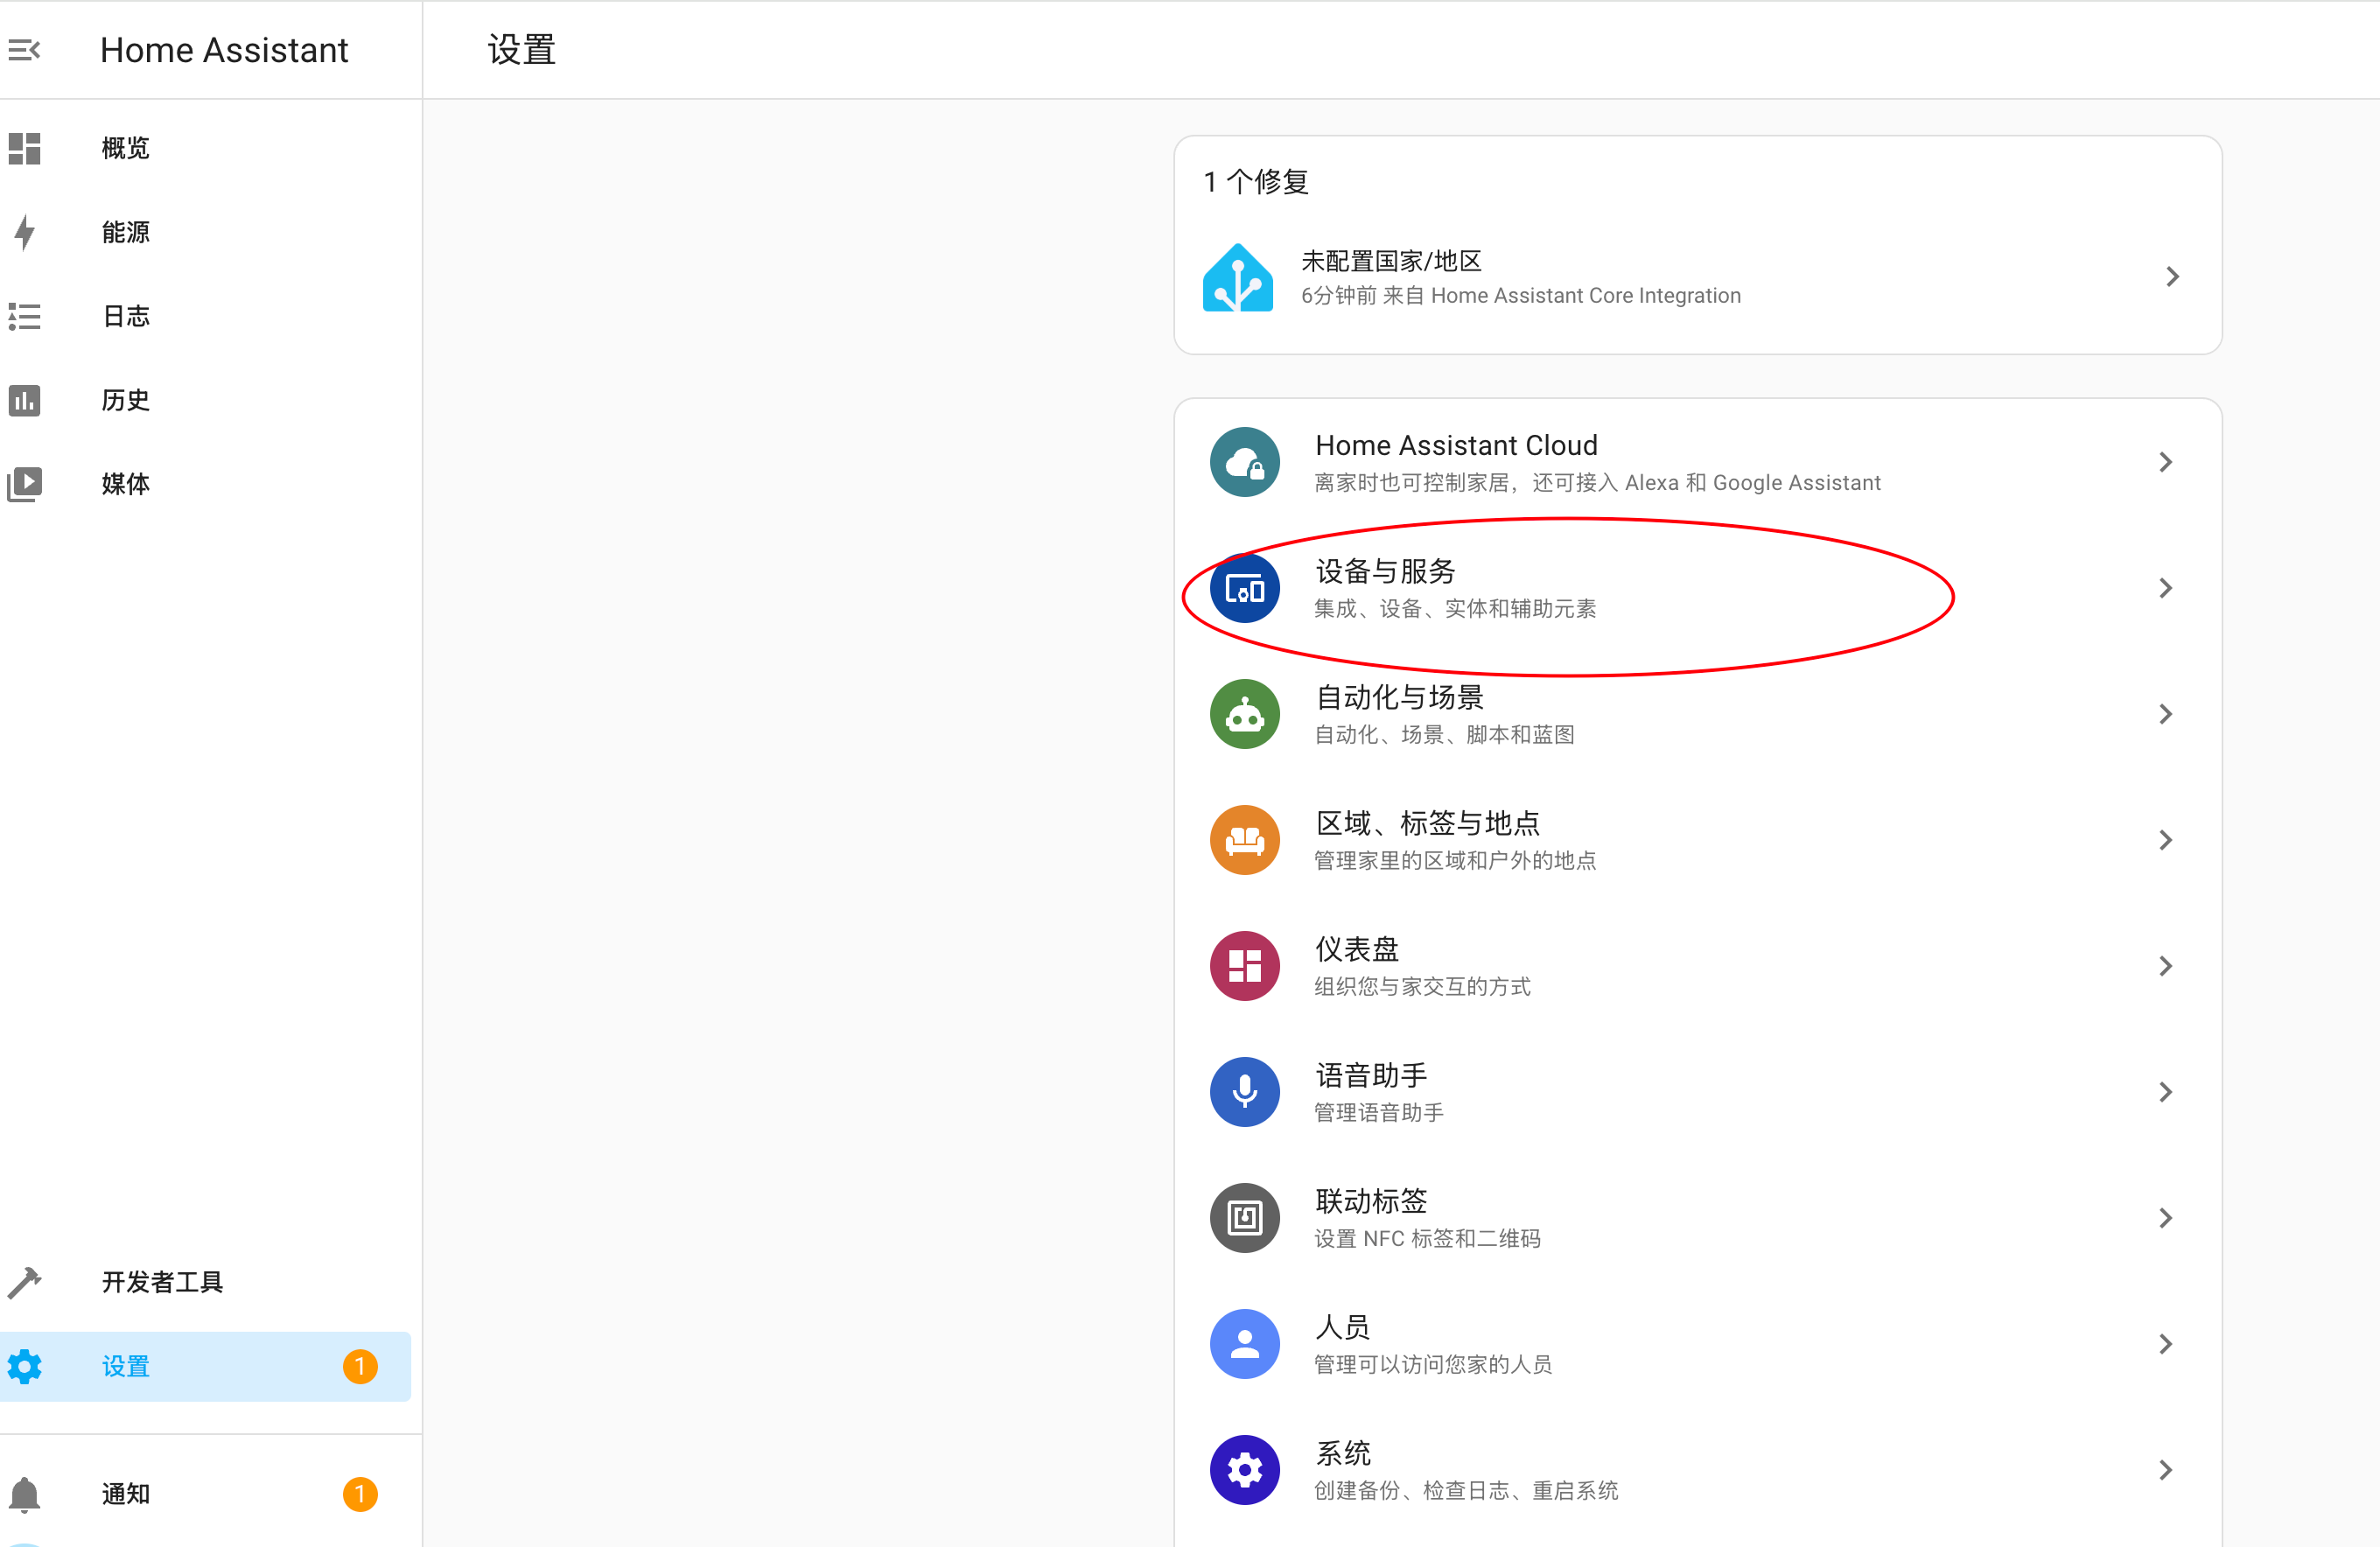 Home Assistant
设置
概览
能源
日志
历史
媒体
开发者工具
设置
1
通知
1
1 个修复
未配置国家/地区
6分钟前 来自 Home Assistant Core Integration
Home Assistant Cloud
离家时也可控制家居，还可接入 Alexa 和 Google Assistant
设备与服务
集成、设备、实体和辅助元素
自动化与场景
自动化、场景、脚本和蓝图
区域、标签与地点
管理家里的区域和户外的地点
仪表盘
组织您与家交互的方式
语音助手
管理语音助手
联动标签
设置 NFC 标签和二维码
人员
管理可以访问您家的人员
系统
创建备份、检查日志、重启系统